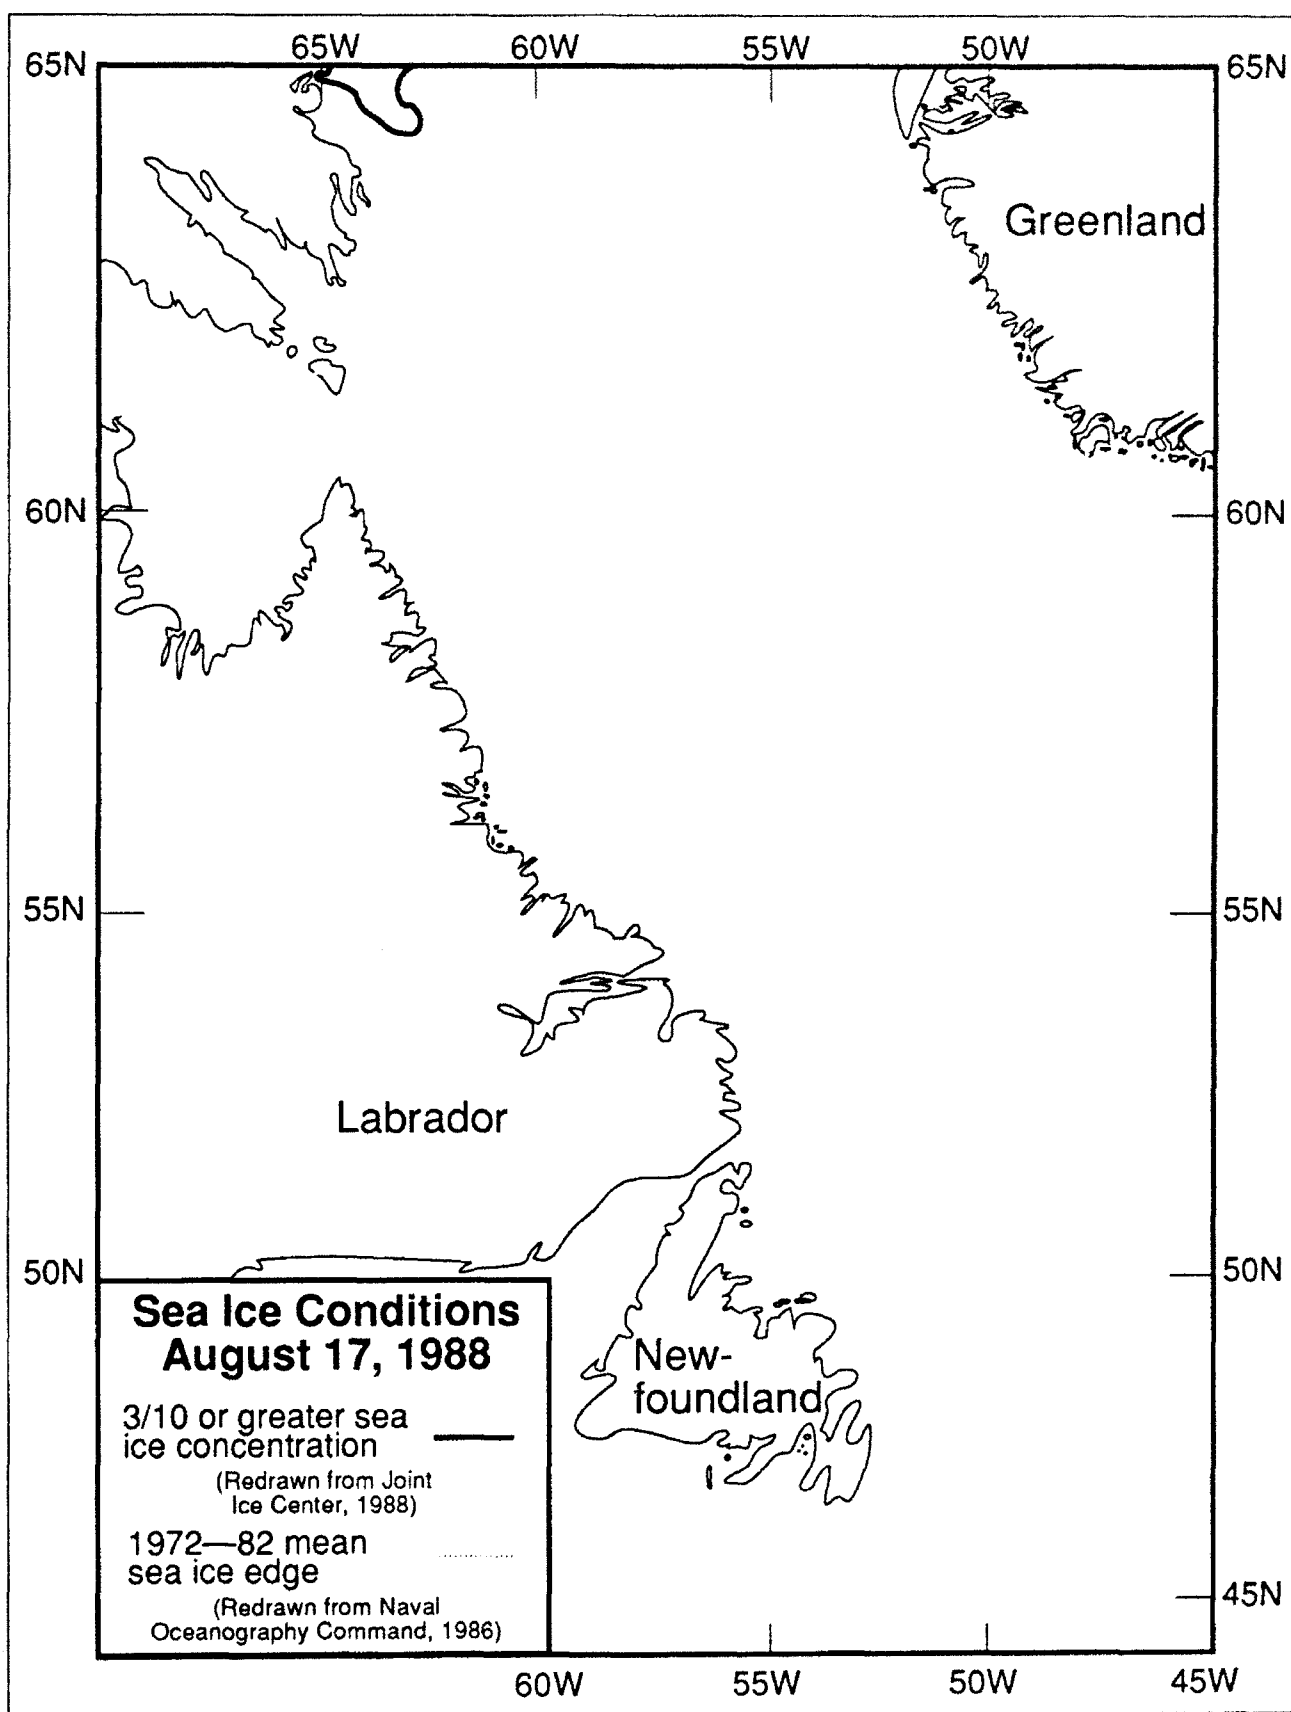 65W 60W 55W 50W
65N 65N
Greenland
60N 60N
55N 55N
Labrador
50N 50N
Sea Ice Conditions
August 17, 1988
New-
foundland
3/10 or greater sea
ice concentration
(Redrawn from Joint
Ice Center, 1988)
1972—82 mean
sea ice edge
(Redrawn from Naval
Oceanography Command, 1986)
45N
60W 55W 50W 45W